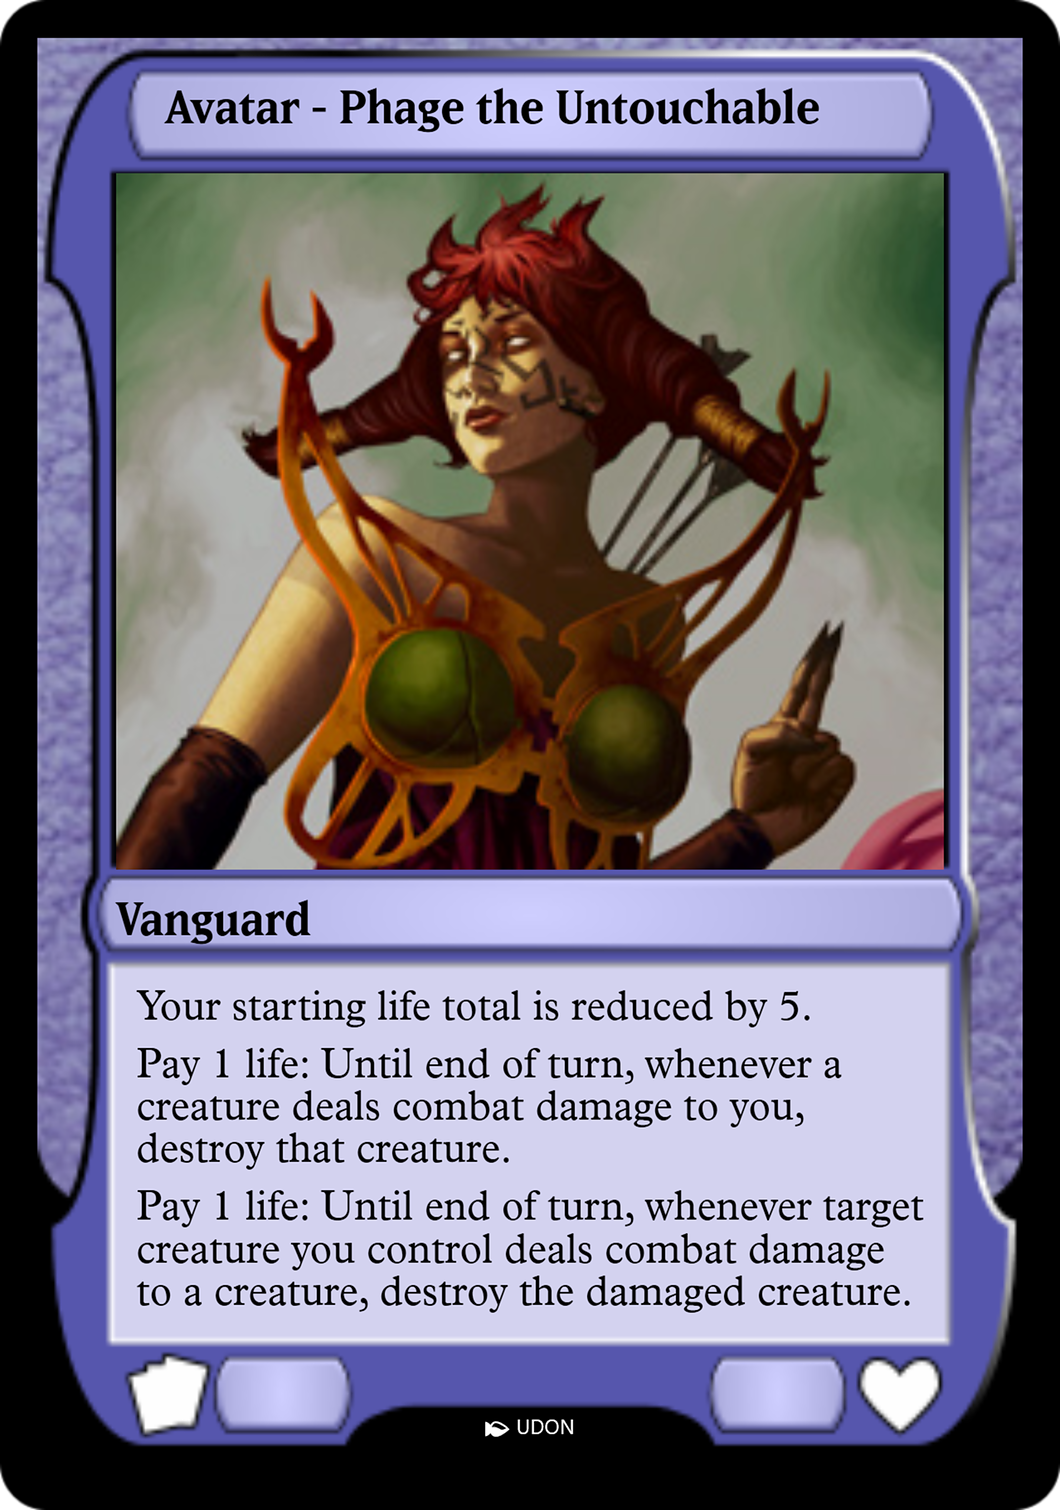 Avatar - Phage the Untouchable
Vanguard
Your starting life total is reduced by 5.
Pay 1 life: Until end of turn, whenever a
creature deals combat damage to you,
destroy that creature.
Pay 1 life: Until end of turn, whenever target
creature you control deals combat damage
to a creature, destroy the damaged creature.
UDON